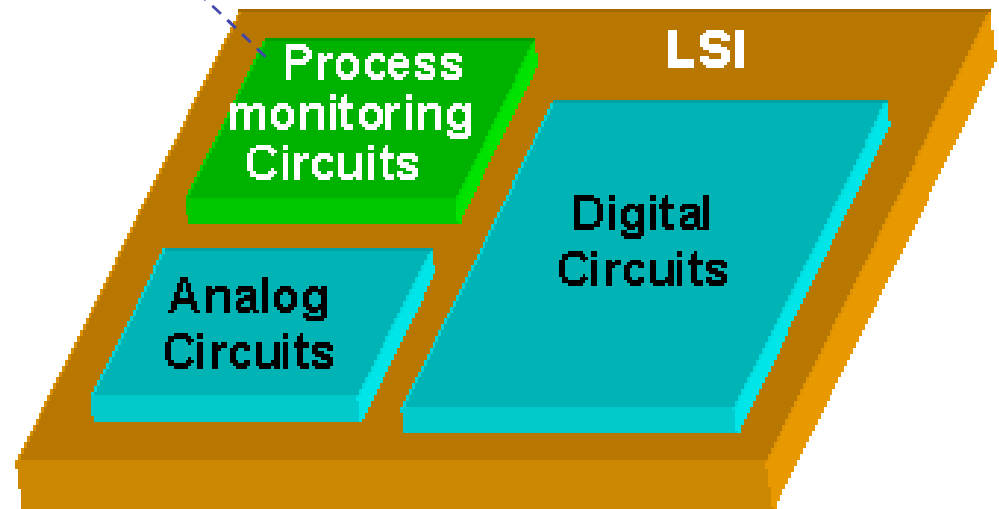 LSI
Process
monitoring
Circuits
Digital
Circuits
Analog
Circuits